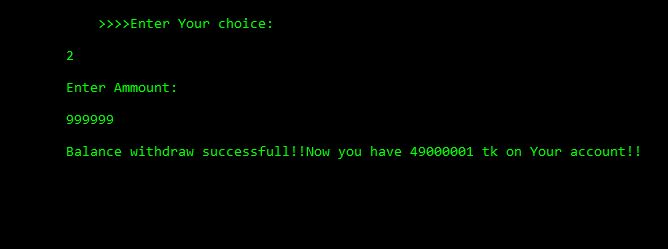 >>>>Enter Your choice:
2
Enter Ammount:
999999
Balance withdraw successfull!!Now you have 49000001 tk on Your account!!